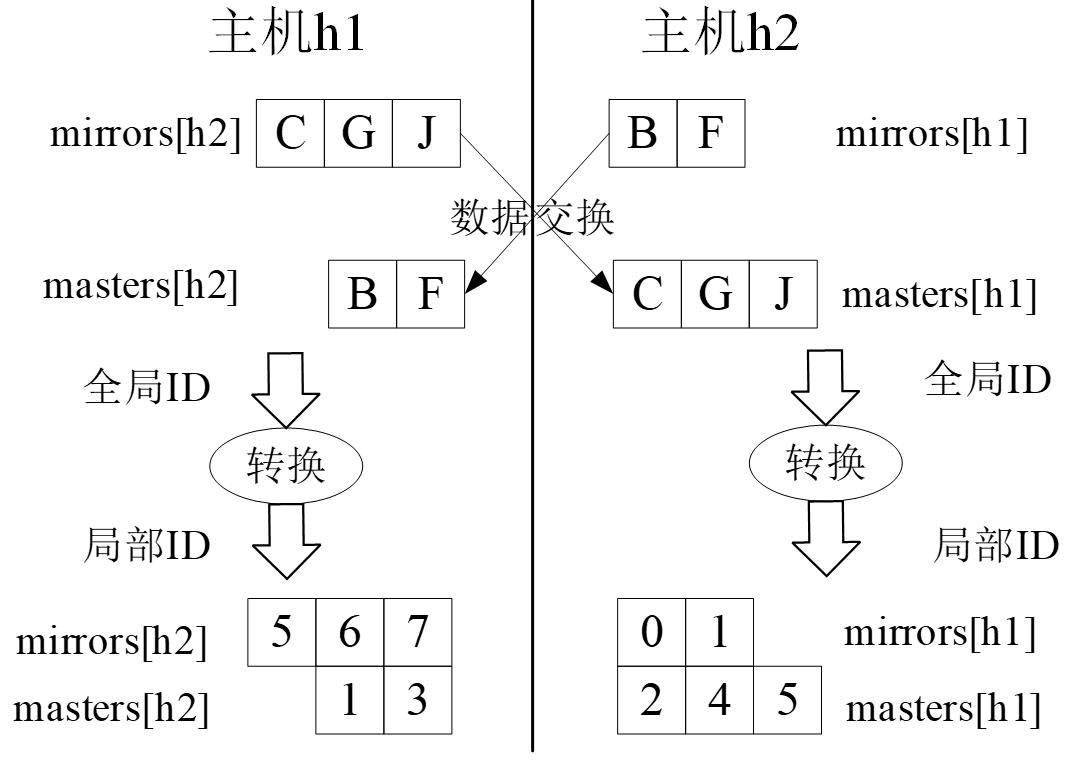 主机h1
主机h2
mirrors[h2] C G J
B F mirrors[h1]
数据交换
masters[h2] B F
C G J masters[h1]
全局ID
全局ID
转换
转换
局部ID
局部ID
mirrors[h2] 5 6 7
0 1 mirrors[h1]
masters[h2] 1 3
2 4 5 masters[h1]